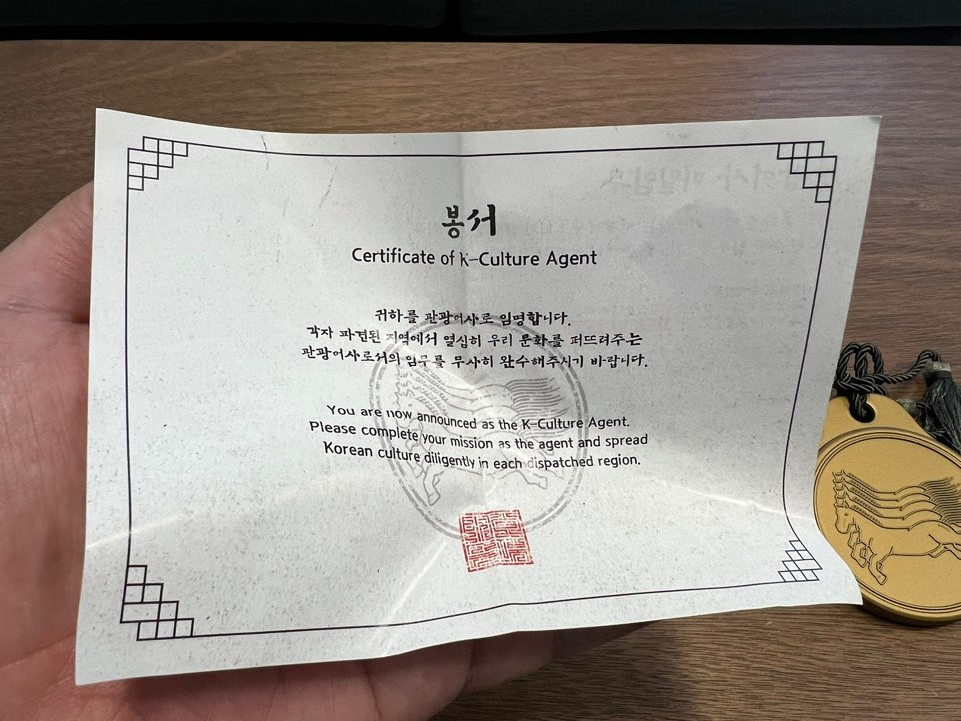 봉서
Certificate of K-Culture Agent
귀하를 관광어사로 임명합니다.
각자 파견된 지역에서 열심히 우리 문화를 퍼뜨려주는
관광어사로서의 임무를 무사히 완수해주시기 바랍니다.
You are now announced as the K-Culture Agent.
Please complete your mission as the agent and spread
Korean culture diligently in each dispatched region.